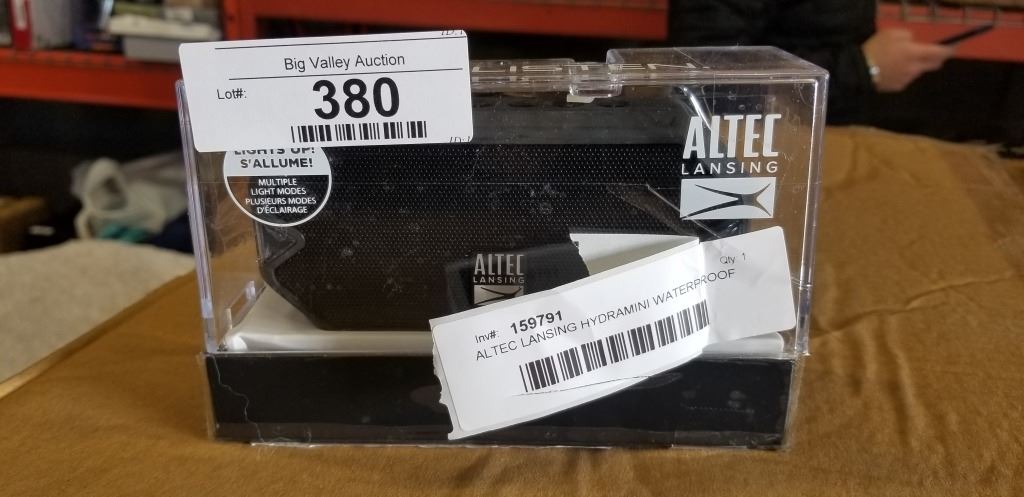 Big Valley Auction
Lot#:
380
LIGHTS UP!
S'ALLUME!
MULTIPLE
LIGHT MODES
PLUSIEURS MODES
D'ÉCLAIRAGE
ALTEC
LANSING
ALTEC
LANSING
Qty: 1
Inv#: 159791
ALTEC LANSING HYDRAMINI WATERPROOF